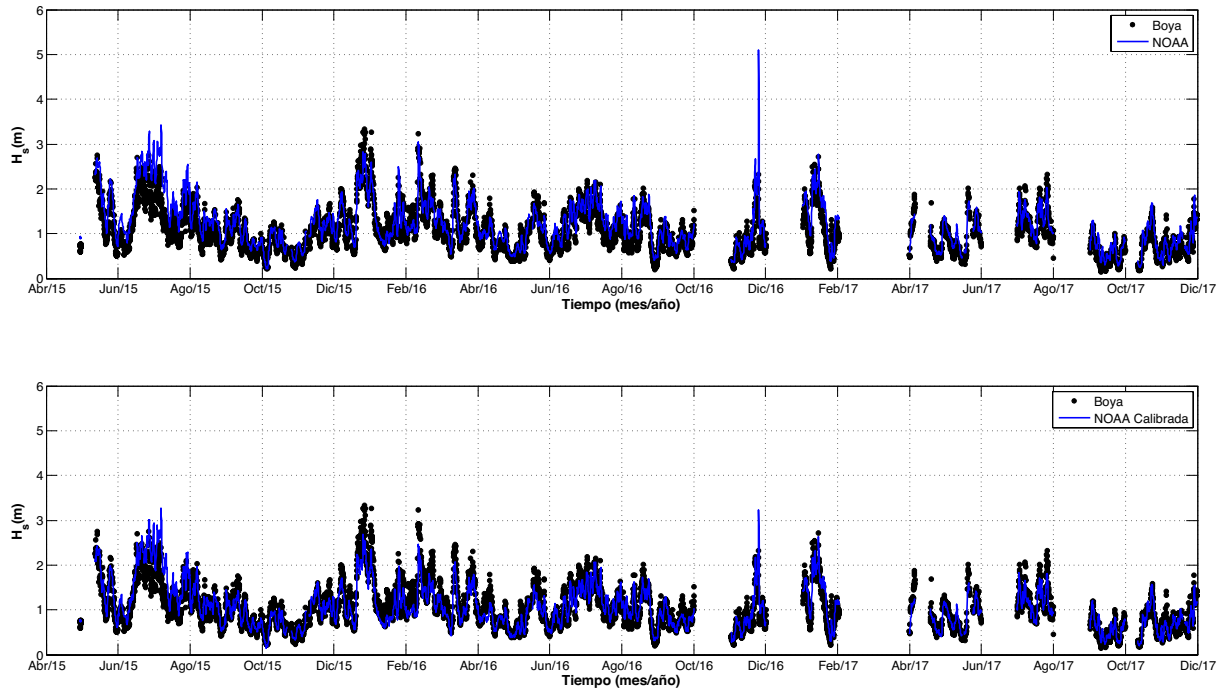 6
Boya
NOAA
5
4
H_s(m)
3
2
1
0
Abr/15 Jun/15 Ago/15 Oct/15 Dic/15 Feb/16 Abr/16 Jun/16 Ago/16 Oct/16 Dic/16 Feb/17 Abr/17 Jun/17 Ago/17 Oct/17 Dic/17
Tiempo (mes/año)
6
Boya
NOAA Calibrada
5
4
H_s(m)
3
2
1
0
Abr/15 Jun/15 Ago/15 Oct/15 Dic/15 Feb/16 Abr/16 Jun/16 Ago/16 Oct/16 Dic/16 Feb/17 Abr/17 Jun/17 Ago/17 Oct/17 Dic/17
Tiempo (mes/año)